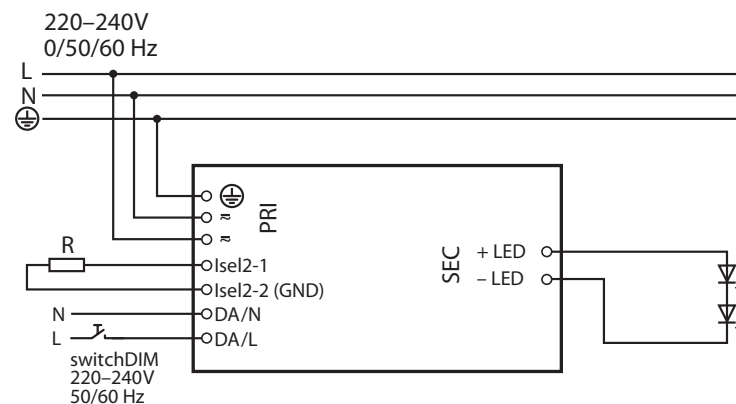 220–240V
0/50/60 Hz
L
N
PRI
R
Isel2-1
Isel2-2 (GND)
N
DA/N
L
DA/L
switchDIM
220–240V
50/60 Hz
SEC
+ LED
– LED